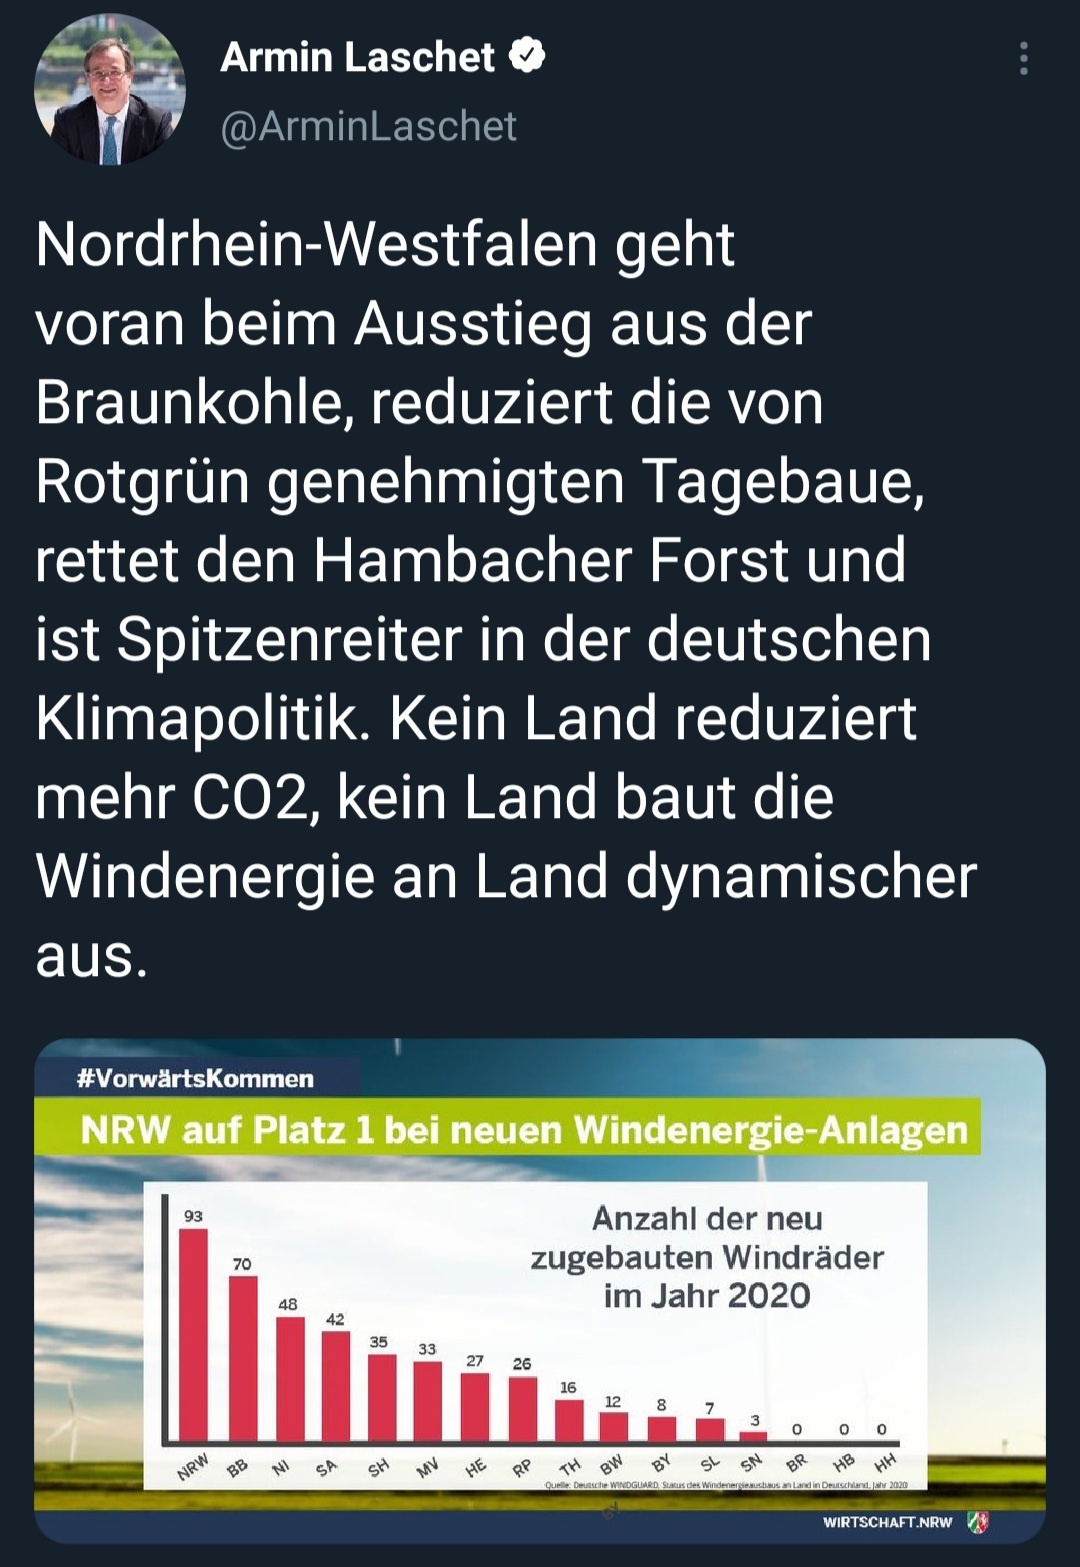 Armin Laschet
@ArminLaschet
Nordrhein-Westfalen geht
voran beim Ausstieg aus der
Braunkohle, reduziert die von
Rotgrün genehmigten Tagebaue,
rettet den Hambacher Forst und
ist Spitzenreiter in der deutschen
Klimapolitik. Kein Land reduziert
mehr CO2, kein Land baut die
Windenergie an Land dynamischer
aus.
#VorwärtsKommen
NRW auf Platz 1 bei neuen Windenergie-Anlagen
Anzahl der neu
zugebauten Windräder
im Jahr 2020
93 70 48 42 35 33 27 26 16 12 8 7 3 0 0 0
NRW BB NI SA SH MV HE RP TH BW BY SL SN BR HB HH
Quelle: Deutsche WINDGUARD, Status des Windenergieausbaus an Land in Deutschland, Jahr 2020
BY
WIRTSCHAFT.NRW